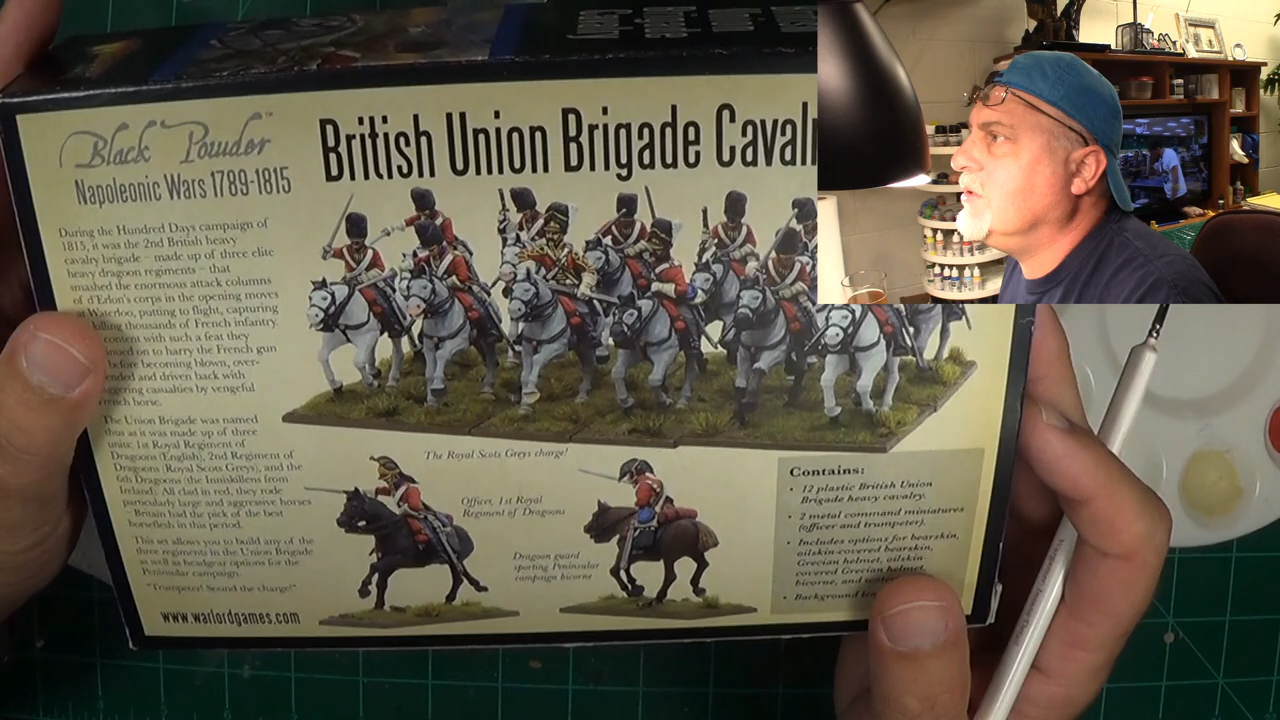 Black Powder™
Napoleonic Wars 1789-1815
British Union Brigade Caval
During the Hundred Days campaign of
1815, it was the 2nd British heavy
cavalry brigade – made up of three elite
heavy dragoon regiments – that
smashed the enormous attack columns
of d'Erlon's corps in the opening moves
at Waterloo, putting to flight, capturing
killing thousands of French infantry.
content with such a feat they
on to harry the French gun
before becoming blown, over-
and driven back with
casualties by vengeful
horse.
The Union Brigade was named
thus as it was made up of three
units: 1st Royal Regiment of
Dragoons (English), 2nd Regiment of
Dragoons (Royal Scots Greys), and the
6th Dragoons (the Inniskillens from
Ireland). All clad in red, they rode
particularly large and aggressive horses
– Britain had the pick of the best
horseflesh in this period.
This set allows you to build any of the
three regiments in the Union Brigade
as well as headgear options for the
Peninsular campaign.
"Trumpeter! Sound the charge!"
www.warlordgames.com
The Royal Scots Greys charge!
Officer, 1st Royal
Regiment of Dragoons
Dragoon guard
sporting Peninsular
campaign bicorne
Contains:
• 12 plastic British Union
Brigade heavy cavalry.
• 2 metal command miniatures
(officer and trumpeter).
• Includes options for bearskin,
oilskin-covered bearskin,
Grecian helmet, oilskin-
covered Grecian helmet,
bicorne, and
• Background